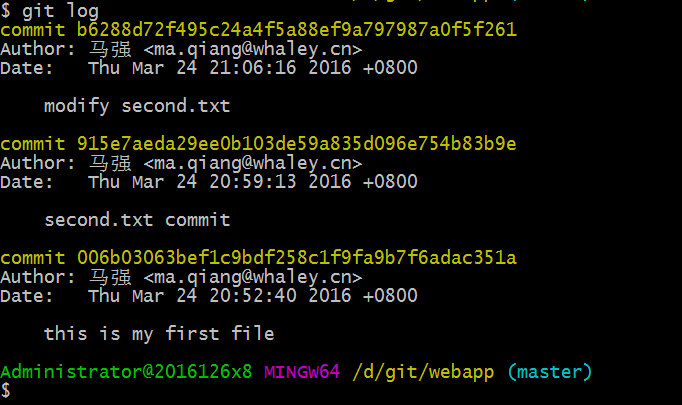 $ git log
commit b6288d72f495c24a4f5a88ef9a797987a0f5f261
Author: 马强 <ma.qiang@whaley.cn>
Date:   Thu Mar 24 21:06:16 2016 +0800
modify second.txt
commit 915e7aeda29ee0b103de59a835d096e754b83b9e
Author: 马强 <ma.qiang@whaley.cn>
Date:   Thu Mar 24 20:59:13 2016 +0800
second.txt commit
commit 006b03063bef1c9bdf258c1f9fa9b7f6adac351a
Author: 马强 <ma.qiang@whaley.cn>
Date:   Thu Mar 24 20:52:40 2016 +0800
this is my first file
Administrator@2016126x8 MINGW64 /d/git/webapp (master)
$